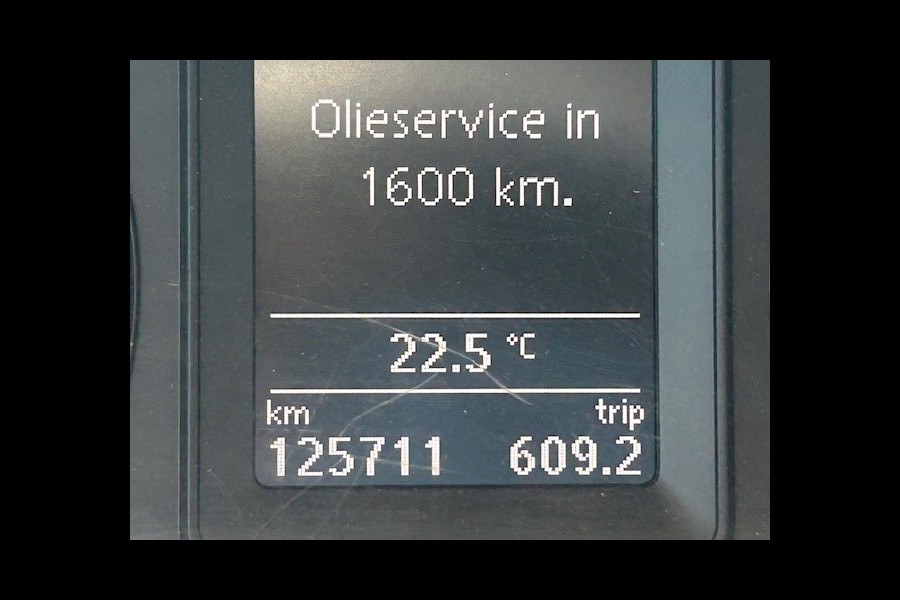 Olieservice in
1600 km.
22.5 °C
km trip
125711 609.2